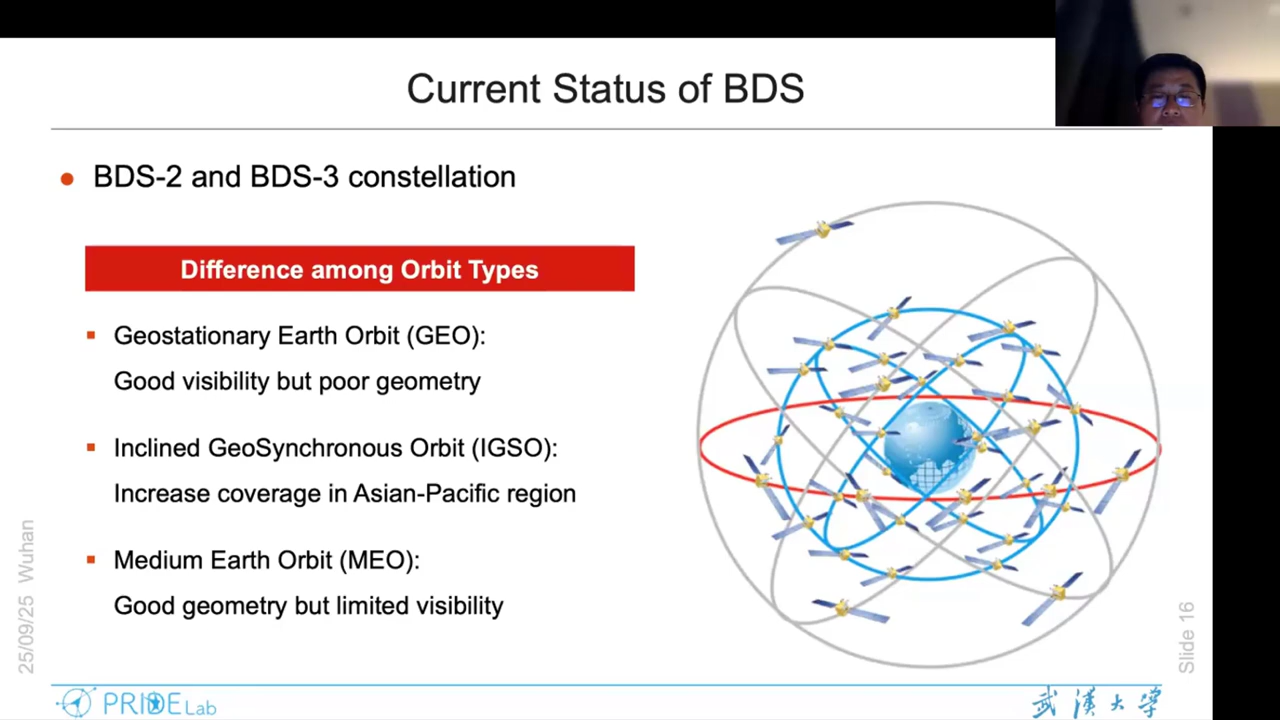 Current Status of BDS
BDS-2 and BDS-3 constellation
Difference among Orbit Types
Geostationary Earth Orbit (GEO):
Good visibility but poor geometry
Inclined GeoSynchronous Orbit (IGSO):
Increase coverage in Asian-Pacific region
Medium Earth Orbit (MEO):
Good geometry but limited visibility
25/09/25 Wuhan
Slide 16
PRIDE Lab
武漢大学